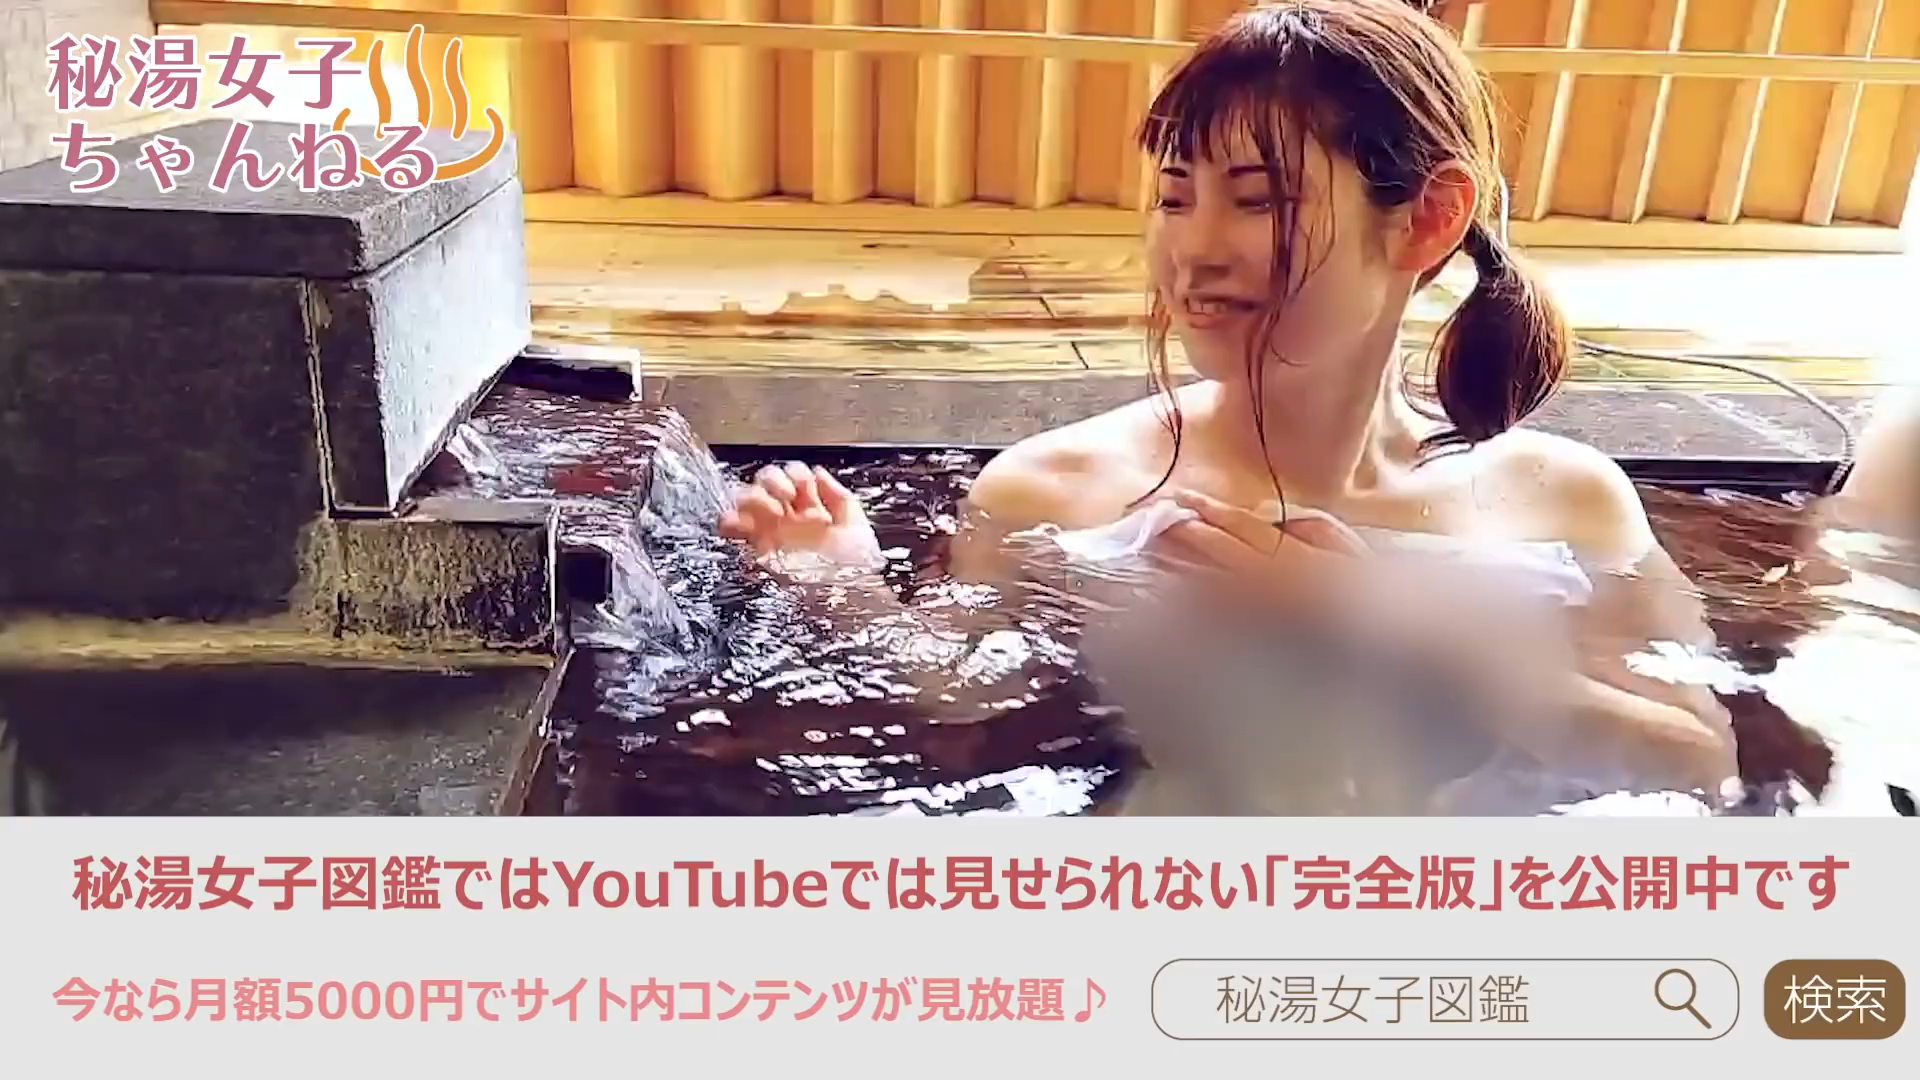 秘湯女子
ちゃんねる
秘湯女子図鑑ではYouTubeでは見せられない「完全版」を公開中です
今なら月額5000円でサイト内コンテンツが見放題♪
秘湯女子図鑑
検索